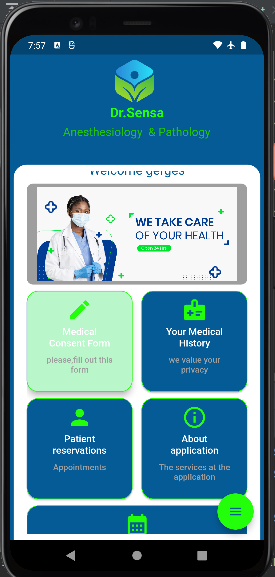 7:57
Dr.Sensa
Anesthesiology & Pathology
Welcome gerges
WE TAKE CARE
OF YOUR HEALTH
Medical
Consent Form
please,fill out this
form
Your Medical
History
we value your
privacy
Patient
reservations
Appointments
About
application
The services at the
application